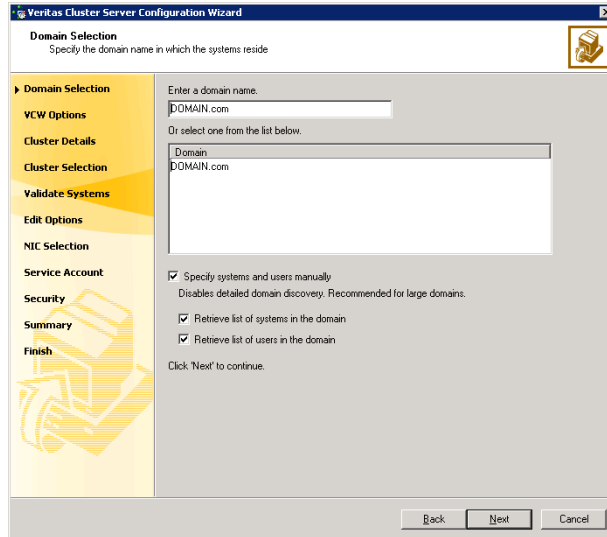 Veritas Cluster Server Configuration Wizard
Domain Selection
Specify the domain name in which the systems reside
Domain Selection
VCW Options
Cluster Details
Cluster Selection
Validate Systems
Edit Options
NIC Selection
Service Account
Security
Summary
Finish
Enter a domain name.
DOMAIN.com
Or select one from the list below.
Domain
DOMAIN.com
Specify systems and users manually
Disables detailed domain discovery. Recommended for large domains.
Retrieve list of systems in the domain
Retrieve list of users in the domain
Click 'Next' to continue.
Back Next Cancel